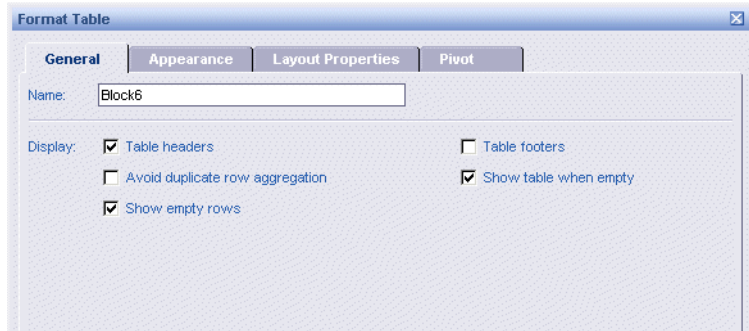 Format Table
General Appearance Layout Properties Pivot
Name: Block6
Display: Table headers Table footers
Avoid duplicate row aggregation Show table when empty
Show empty rows